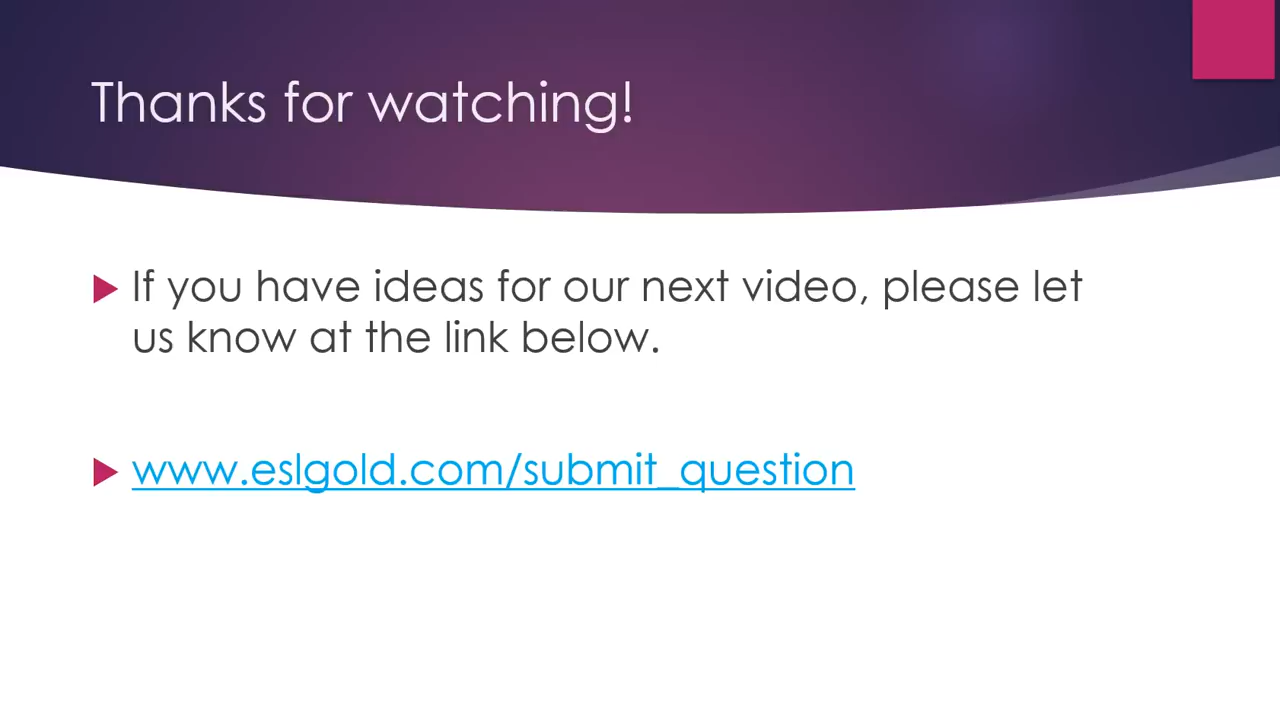 Thanks for watching!
If you have ideas for our next video, please let
us know at the link below.
www.eslgold.com/submit_question